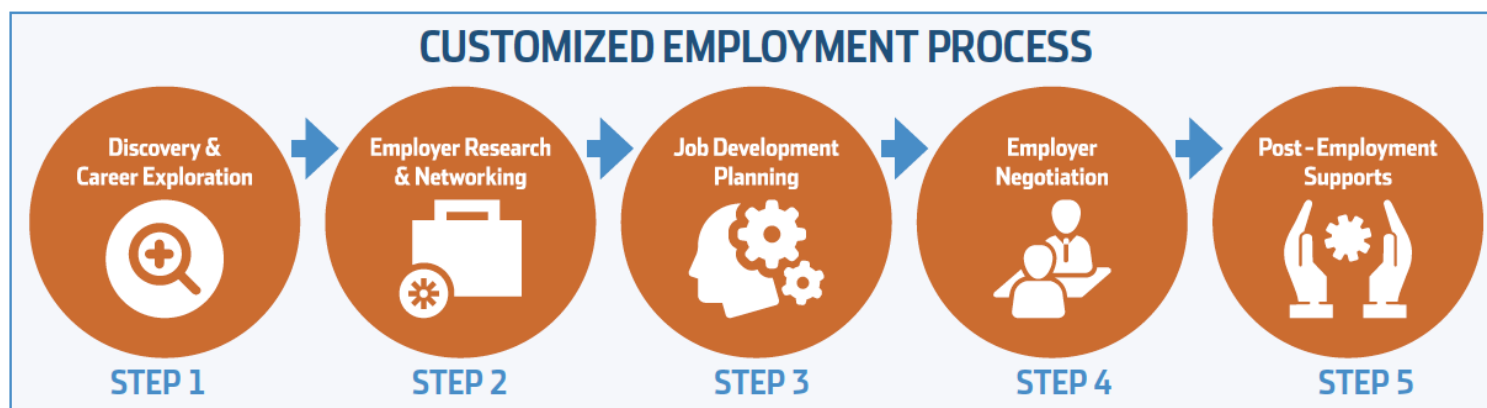 CUSTOMIZED EMPLOYMENT PROCESS
Discovery &
Career Exploration
STEP 1
Employer Research
& Networking
STEP 2
Job Development
Planning
STEP 3
Employer
Negotiation
STEP 4
Post-Employment
Supports
STEP 5